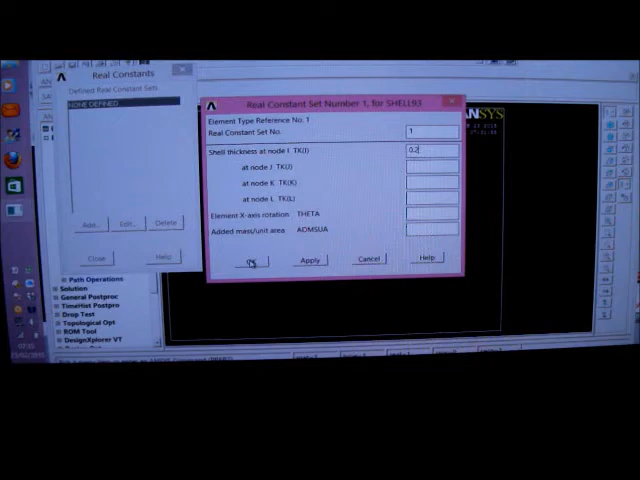 Real Constants
Defined Real Constant Sets
NONE DEFINED
Add...
Edit...
Delete
Close
Help
Real Constant Set Number 1, for SHELL93
Element Type Reference No. 1
Real Constant Set No.
1
Shell thickness at node I TK(I)
0.2
at node J TK(J)
at node K TK(K)
at node L TK(L)
Element X-axis rotation THETA
Added mass/unit area ADMSUA
OK
Apply
Cancel
Help
Path Operations
Solution
General Postproc
TimeHist Postpro
Drop Test
Topological Opt
ROM Tool
DesignXplorer VT